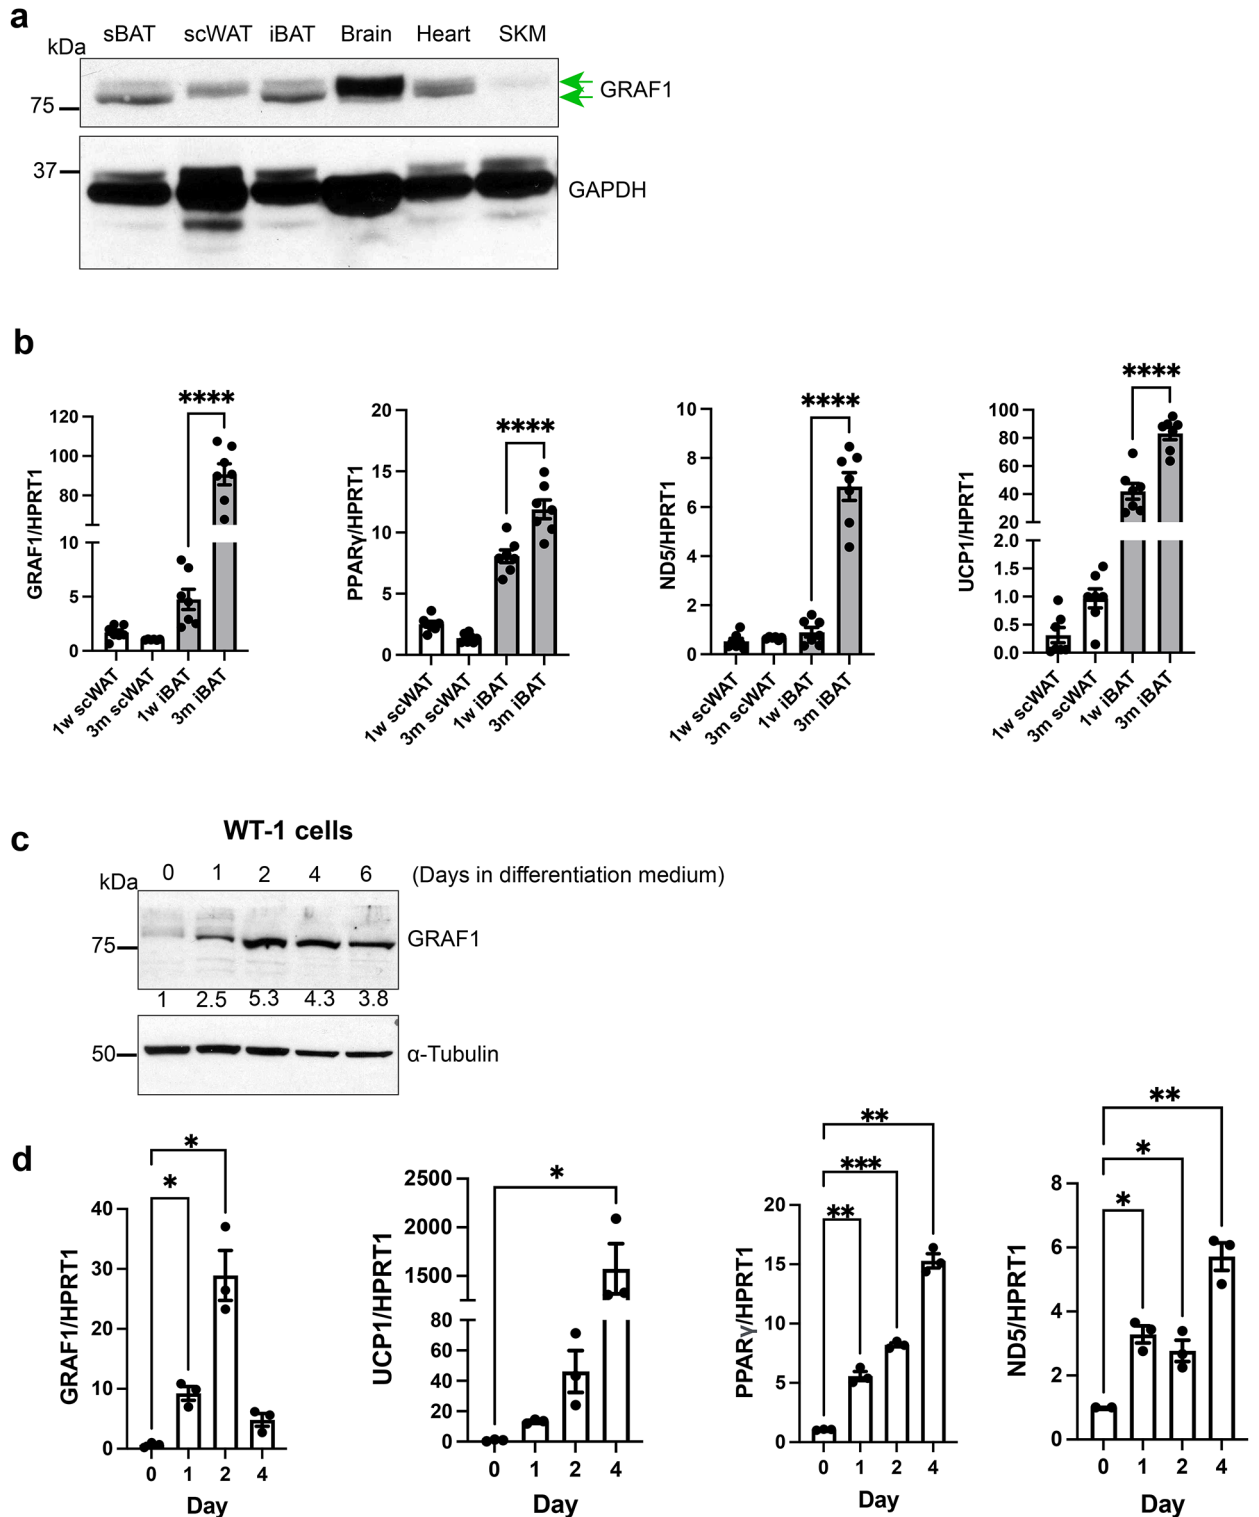 a
sBAT scWAT iBAT Brain Heart SKM
kDa
75
GRAF1
37
GAPDH
b
**** **** **** ****
GRAF1/HPRT1
120
100
80
10
5
0
1w scWAT
3m scWAT
1w iBAT
3m iBAT
PPARγ/HPRT1
20
15
10
5
0
1w scWAT
3m scWAT
1w iBAT
3m iBAT
ND5/HPRT1
10
8
6
4
2
0
1w scWAT
3m scWAT
1w iBAT
3m iBAT
UCP1/HPRT1
100
80
60
40
20
2.0
1.5
1.0
0.5
0.0
1w scWAT
3m scWAT
1w iBAT
3m iBAT
c
WT-1 cells
kDa
0 1 2 4 6 (Days in differentiation medium)
75
GRAF1
1 2.5 5.3 4.3 3.8
50
α-Tubulin
d
*
*
GRAF1/HPRT1
40
30
20
10
0
0 1 2 4
Day
*
UCP1/HPRT1
2500
2000
1500
80
60
40
20
0
0 1 2 4
Day
**
***
**
PPARγ/HPRT1
20
15
10
5
0
0 1 2 4
Day
**
*
*
ND5/HPRT1
8
6
4
2
0
0 1 2 4
Day